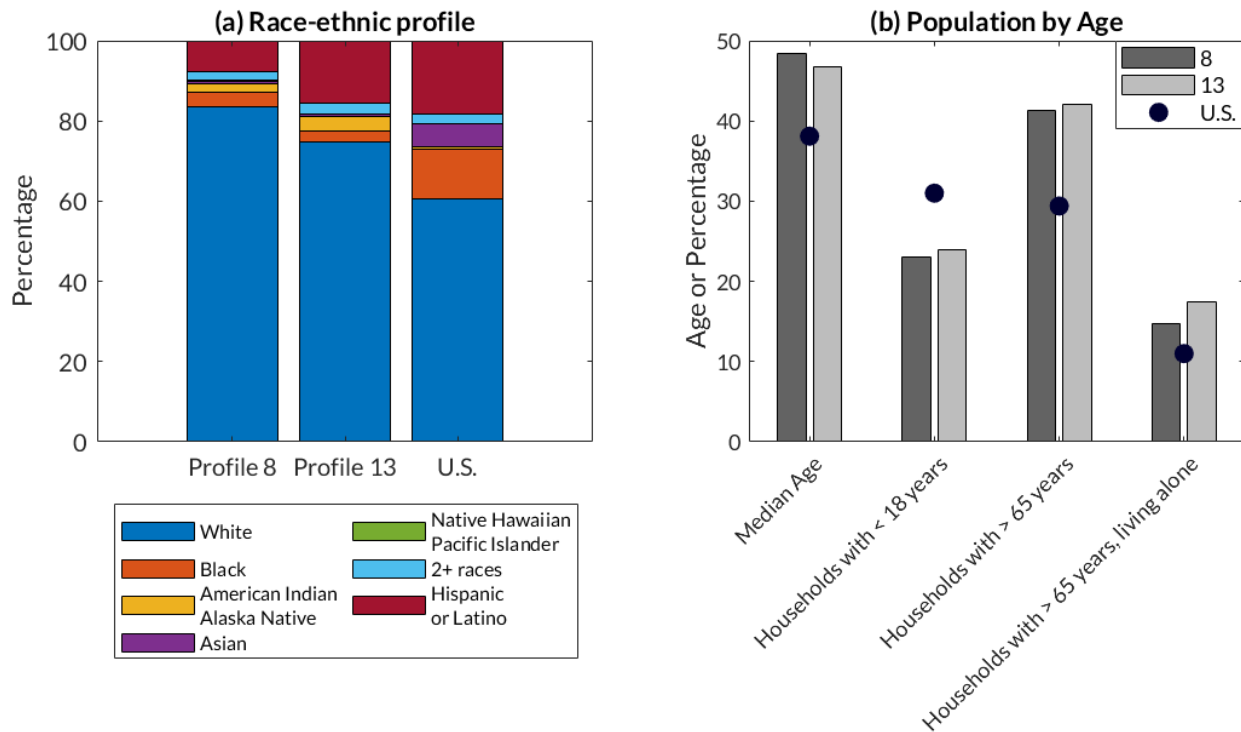 (a) Race-ethnic profile
Percentage
100
80
60
40
20
0
Profile 8
Profile 13
U.S.
White
Black
American Indian
Alaska Native
Asian
Native Hawaiian
Pacific Islander
2+ races
Hispanic
or Latino
(b) Population by Age
Age or Percentage
50
40
30
20
10
0
8
13
U.S.
Median Age
Households with < 18 years
Households with > 65 years
Households with > 65 years, living alone